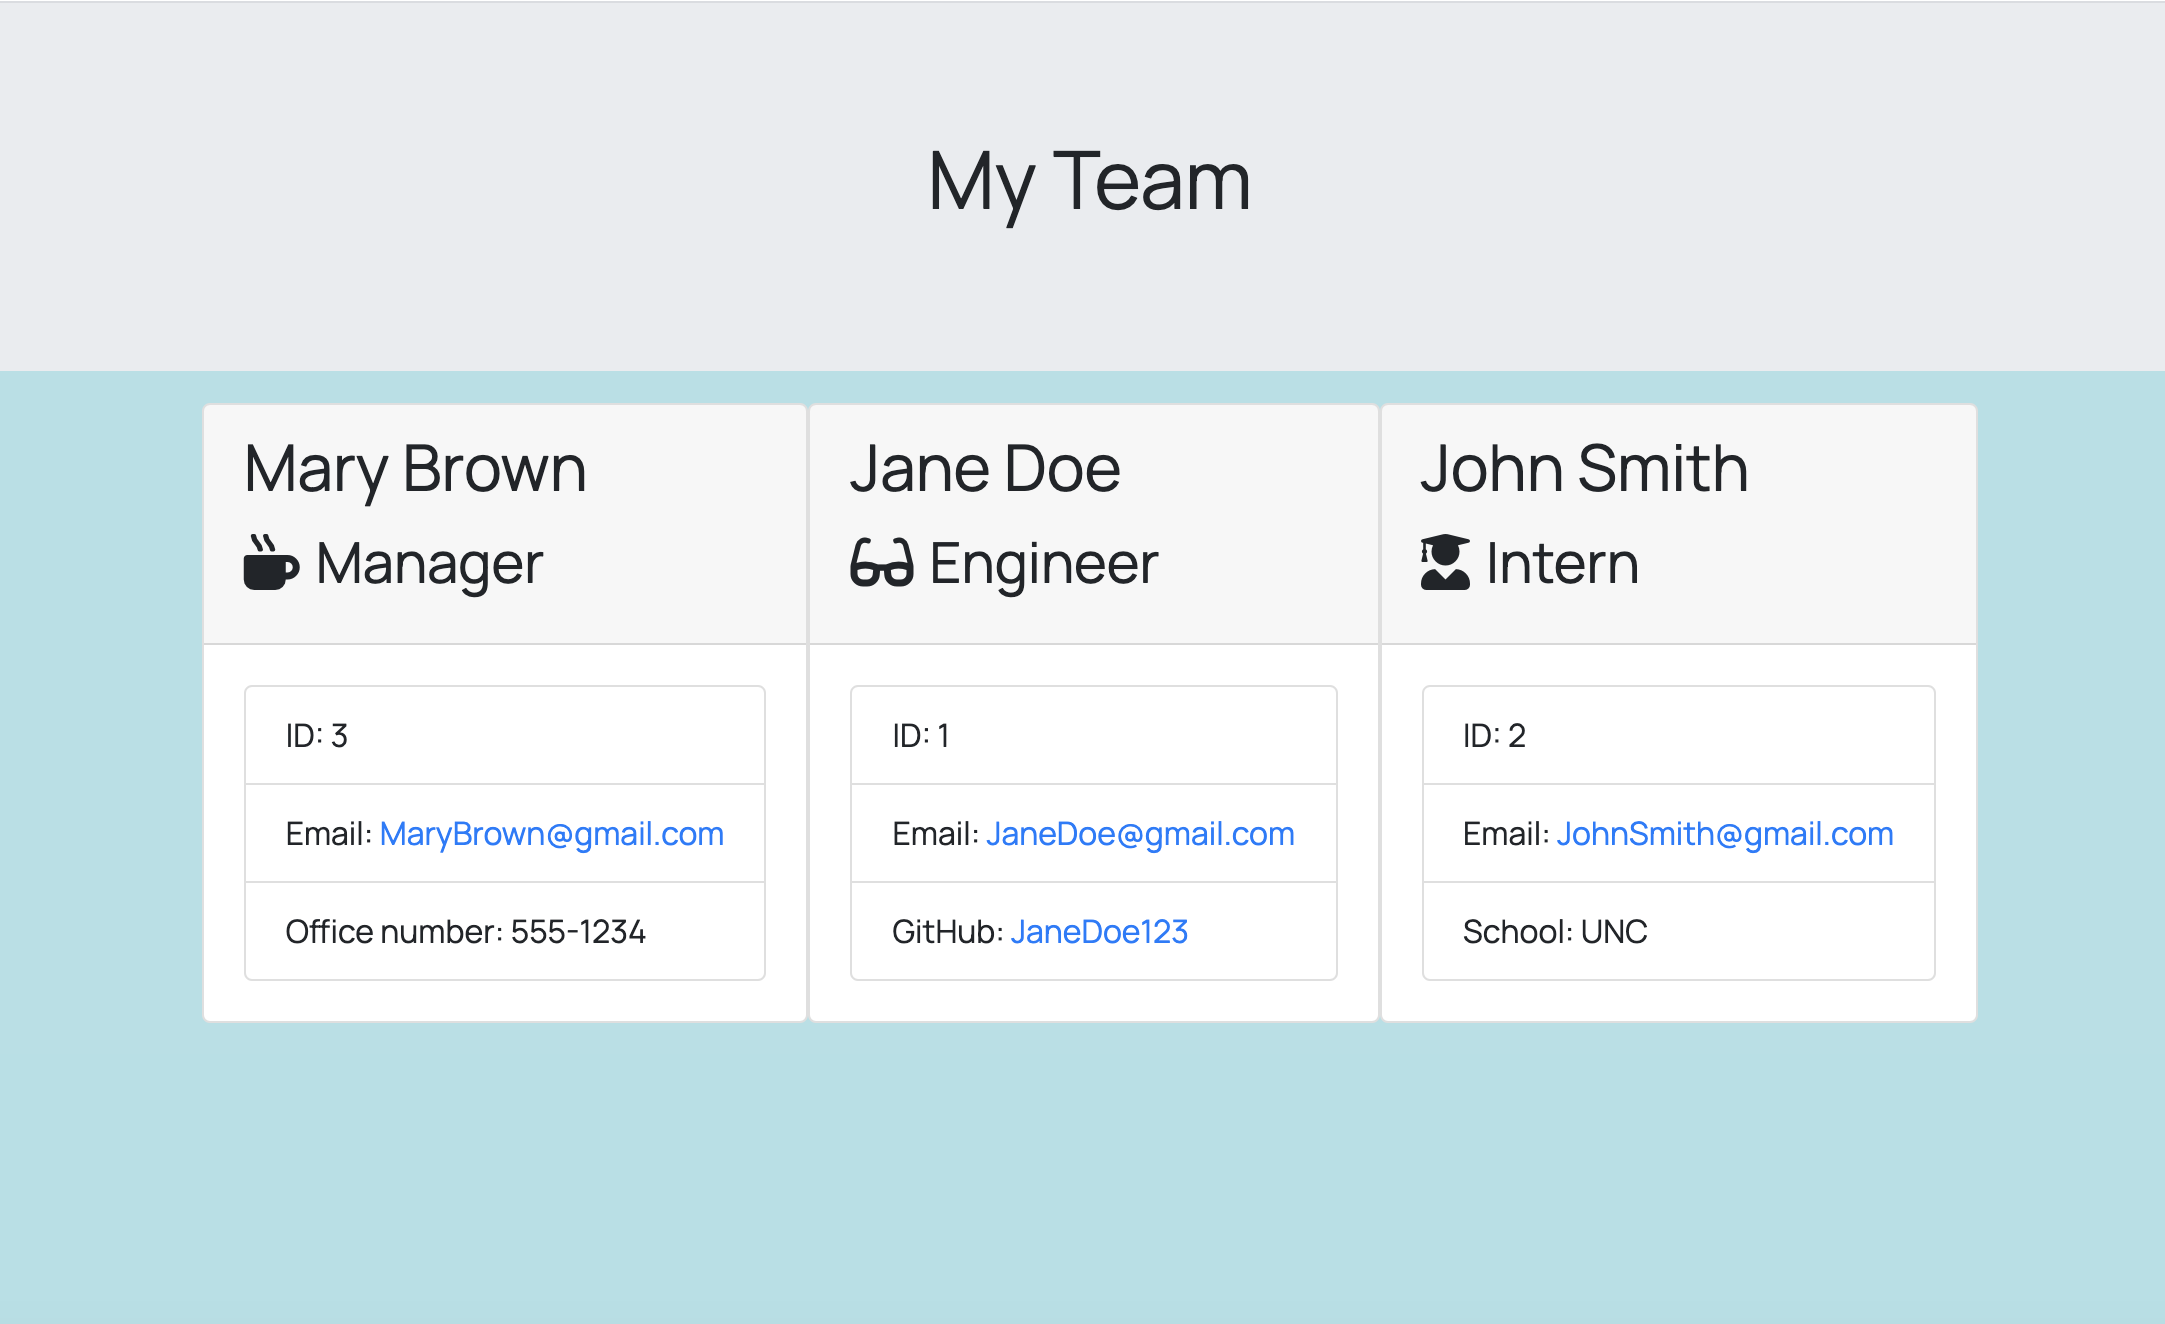 My Team
Mary Brown
Manager
ID: 3
Email: MaryBrown@gmail.com
Office number: 555-1234
Jane Doe
Engineer
ID: 1
Email: JaneDoe@gmail.com
GitHub: JaneDoe123
John Smith
Intern
ID: 2
Email: JohnSmith@gmail.com
School: UNC